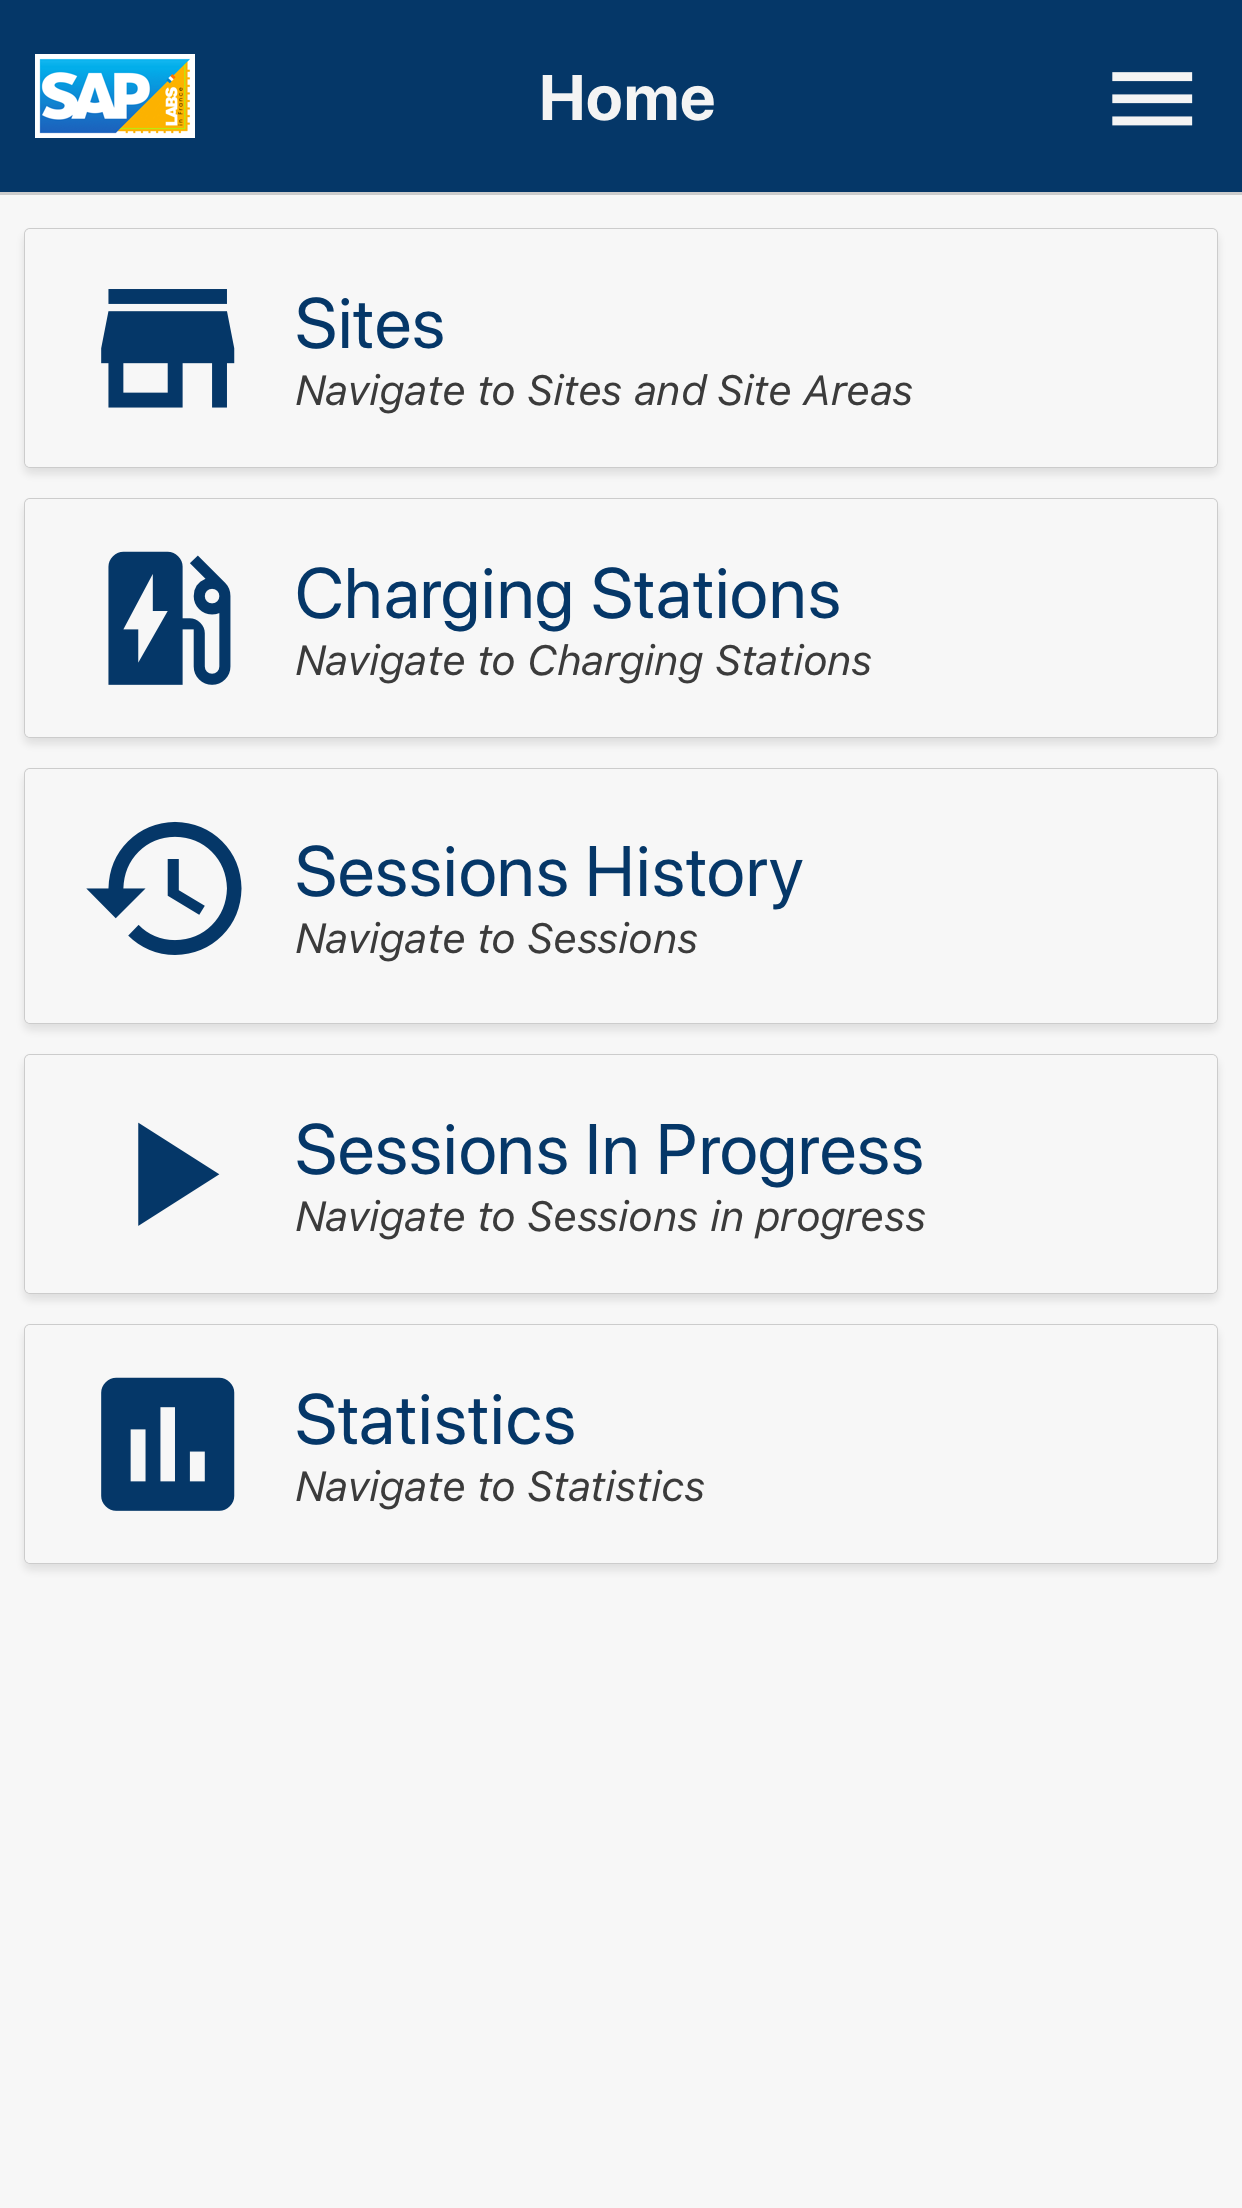 SAP
LABS
Home
Sites
Navigate to Sites and Site Areas
Charging Stations
Navigate to Charging Stations
Sessions History
Navigate to Sessions
Sessions In Progress
Navigate to Sessions in progress
Statistics
Navigate to Statistics